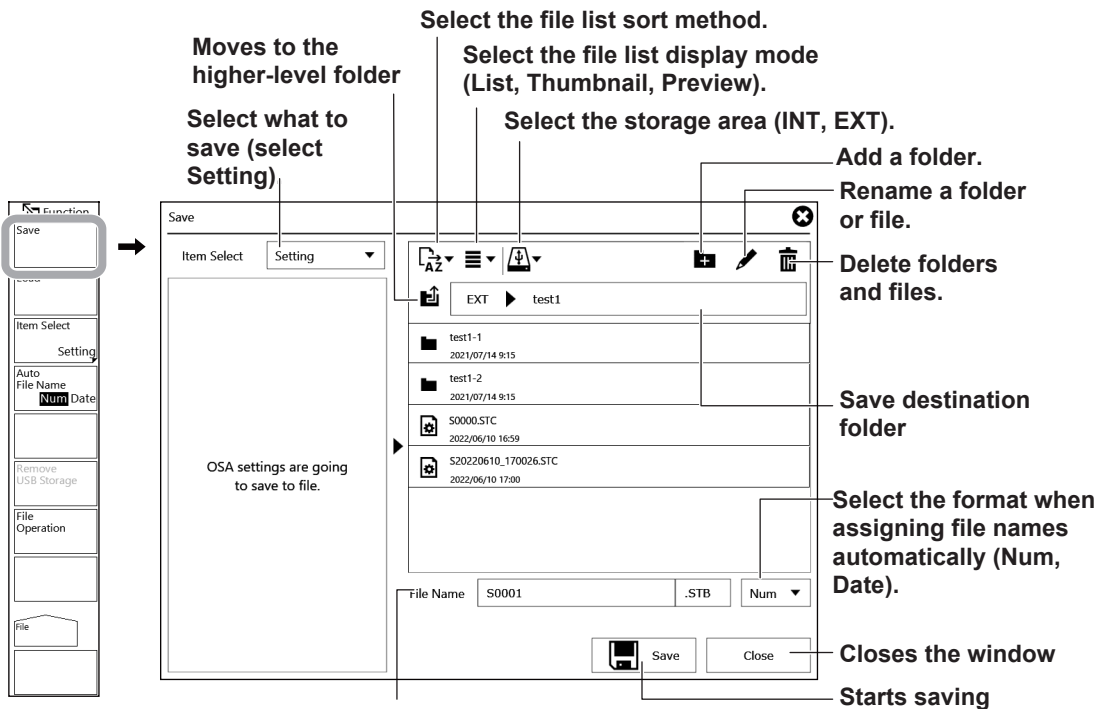 Select the file list sort method.
Moves to the
higher-level folder
Select the file list display mode
(List, Thumbnail, Preview).
Select what to
save (select
Setting)
Select the storage area (INT, EXT).
Add a folder.
Rename a folder
or file.
Delete folders
and files.
Function
Save
Item Select
Setting
Auto
File Name
Num Date
Remove
USB Storage
File
Operation
File
Save
Item Select Setting
AZ
EXT test1
test1-1
2021/07/14 9:15
test1-2
2021/07/14 9:15
S0000.STC
2022/06/10 16:59
S20220610_170026.STC
2022/06/10 17:00
OSA settings are going
to save to file.
Save destination
folder
Select the format when
assigning file names
automatically (Num,
Date).
File Name S0001 .STB Num
Save Close
Closes the window
Starts saving